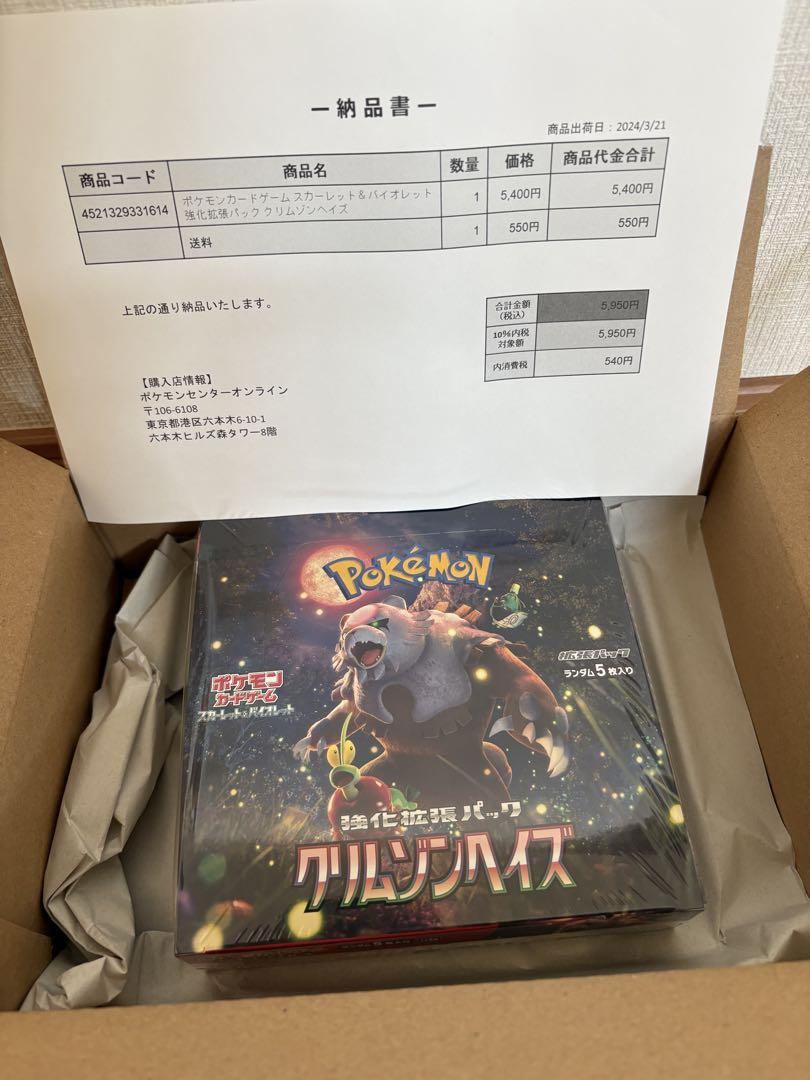 ー納品書ー
商品出荷日：2024/3/21
商品コード 商品名 数量 価格 商品代金合計
4521329331614 ポケモンカードゲーム スカーレット＆バイオレット
強化拡張パック クリムゾンヘイズ 1 5,400円 5,400円
送料 1 550円 550円
上記の通り納品いたします。
合計金額
(税込) 5,950円
10%内税
対象額 5,950円
内消費税 540円
【購入店情報】
ポケモンセンターオンライン
〒106-6108
東京都港区六本木6-10-1
六本木ヒルズ森タワー8階
POKéMON
拡張パック
ランダム5枚入り
ポケモン
カードゲーム
スカーレット&バイオレット
強化拡張パック
クリムゾンヘイズ